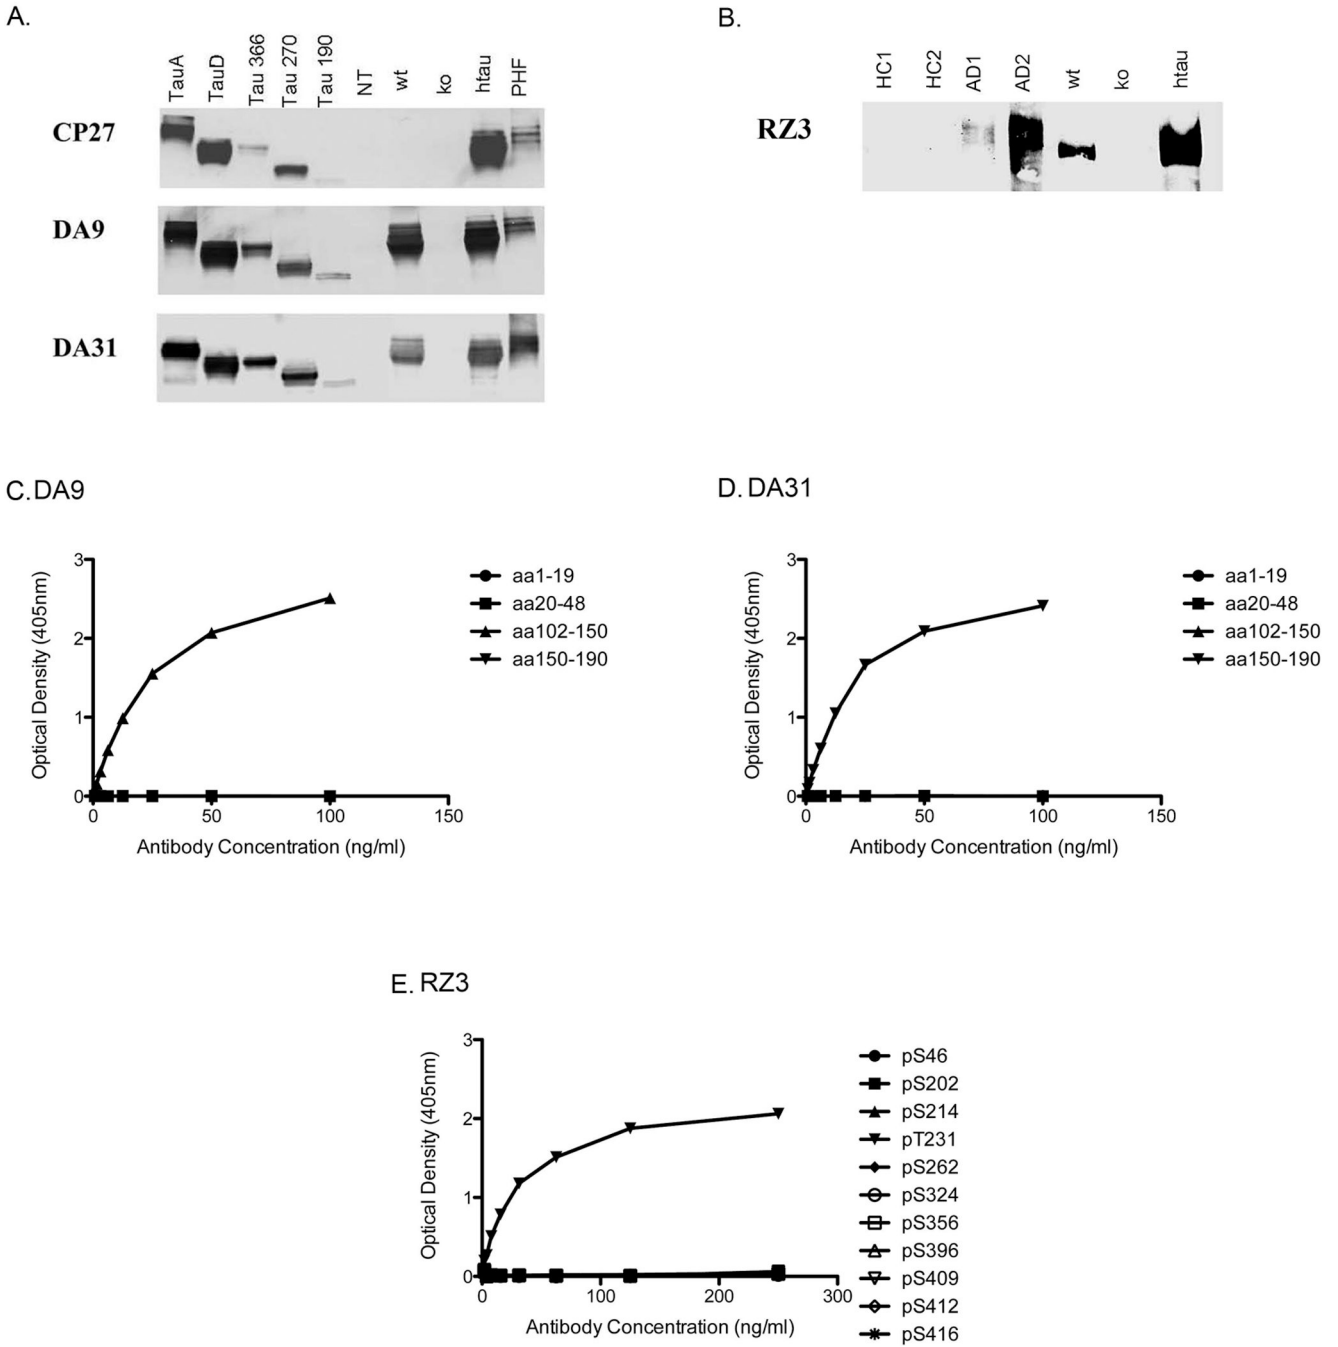 A.
TauA
TauD
Tau 366
Tau 270
Tau 190
NT
wt
ko
htau
PHF
CP27
DA9
DA31
B.
HC1
HC2
AD1
AD2
wt
ko
htau
RZ3
C. DA9
3
2
1
0
0
50
100
150
Optical Density (405nm)
Antibody Concentration (ng/ml)
aa1-19
aa20-48
aa102-150
aa150-190
D. DA31
3
2
1
0
0
50
100
150
Optical Density (405nm)
Antibody Concentration (ng/ml)
aa1-19
aa20-48
aa102-150
aa150-190
E. RZ3
3
2
1
0
0
100
200
300
Optical Density (405nm)
Antibody Concentration (ng/ml)
pS46
pS202
pS214
pT231
pS262
pS324
pS356
pS396
pS409
pS412
pS416